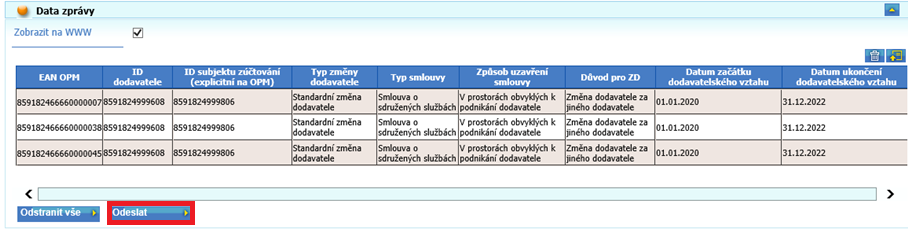 Data zprávy
Zobrazit na WWW
EAN OPM
ID dodavatele
ID subjektu zúčtování (explicitní na OPM)
Typ změny dodavatele
Typ smlouvy
Způsob uzavření smlouvy
Důvod pro ZD
Datum začátku dodavatelského vztahu
Datum ukončení dodavatelského vztahu
859182466660000007 8591824999608 8591824999806 Standardní změna dodavatele Smlouva o sdružených službách V prostorách obvyklých k podnikání dodavatele Změna dodavatele za jiného dodavatele 01.01.2020 31.12.2022
859182466660000038 8591824999608 8591824999806 Standardní změna dodavatele Smlouva o sdružených službách V prostorách obvyklých k podnikání dodavatele Změna dodavatele za jiného dodavatele 01.01.2020 31.12.2022
859182466660000045 8591824999608 8591824999806 Standardní změna dodavatele Smlouva o sdružených službách V prostorách obvyklých k podnikání dodavatele Změna dodavatele za jiného dodavatele 01.01.2020 31.12.2022
Odstranit vše
Odeslat